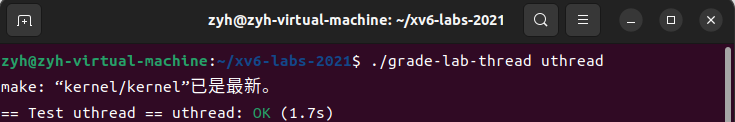 zyh@zyh-virtual-machine: ~/xv6-labs-2021
zyh@zyh-virtual-machine:~/xv6-labs-2021$ ./grade-lab-thread uthread
make: “kernel/kernel”已是最新。
== Test uthread == uthread: OK (1.7s)